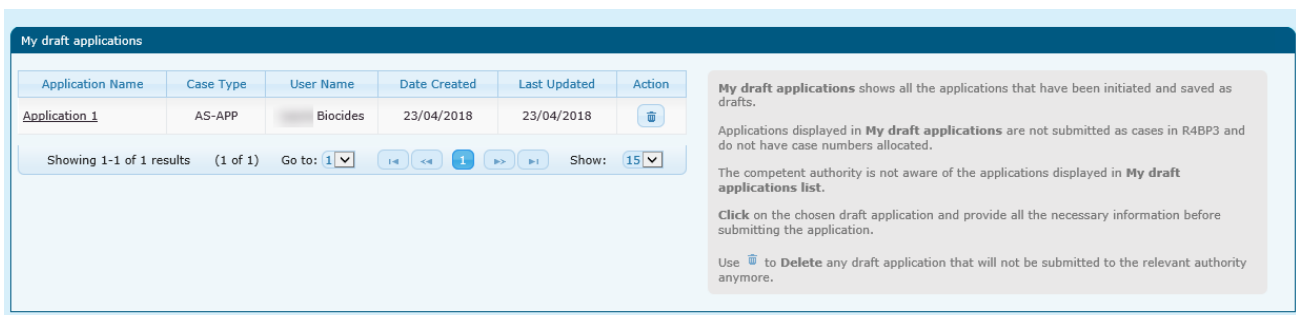 My draft applications
Application Name Case Type User Name Date Created Last Updated Action
Application 1 AS-APP Biocides 23/04/2018 23/04/2018
Showing 1-1 of 1 results (1 of 1) Go to: 1 1 Show: 15
My draft applications shows all the applications that have been initiated and saved as
drafts.
Applications displayed in My draft applications are not submitted as cases in R4BP3 and
do not have case numbers allocated.
The competent authority is not aware of the applications displayed in My draft
applications list.
Click on the chosen draft application and provide all the necessary information before
submitting the application.
Use to Delete any draft application that will not be submitted to the relevant authority
anymore.